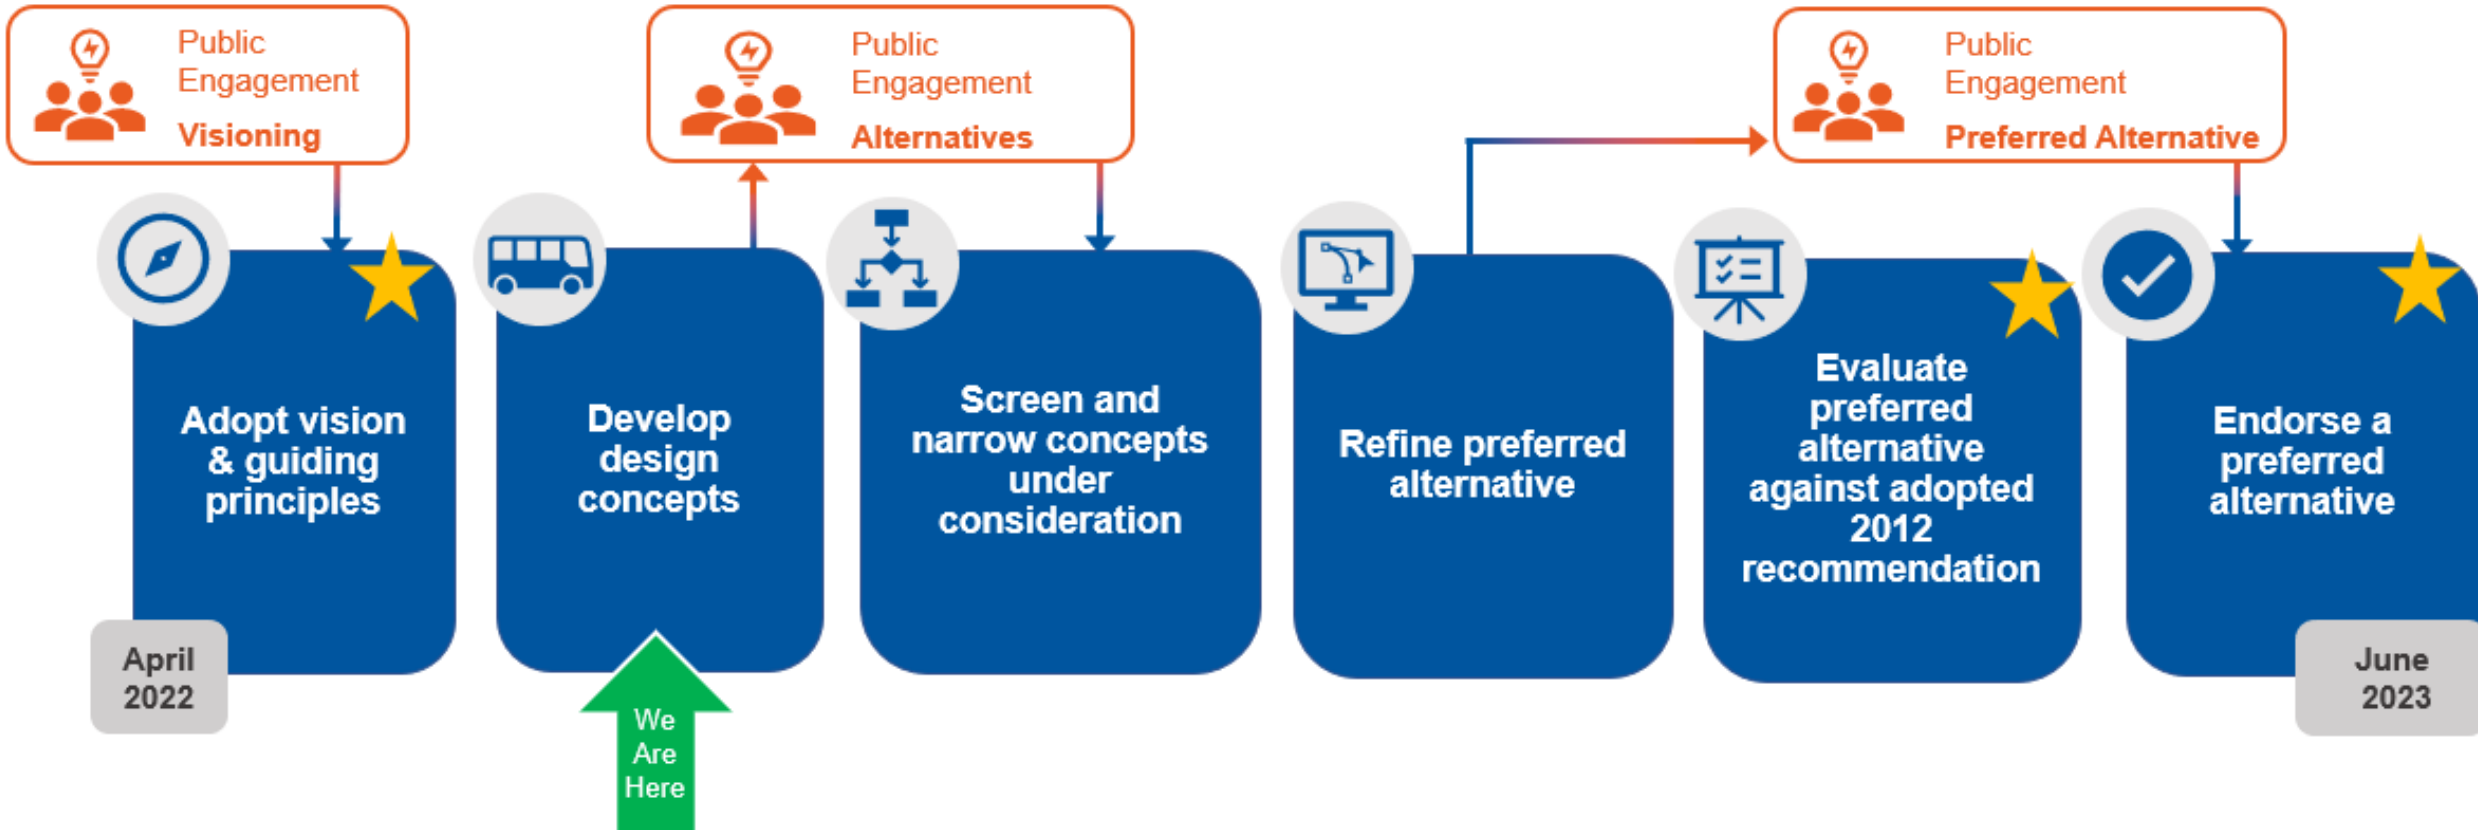 Public
Engagement
Visioning
Public
Engagement
Alternatives
Public
Engagement
Preferred Alternative
Adopt vision
& guiding
principles
Develop
design
concepts
Screen and
narrow concepts
under
consideration
Refine preferred
alternative
Evaluate
preferred
alternative
against adopted
2012
recommendation
Endorse a
preferred
alternative
April
2022
We
Are
Here
June
2023